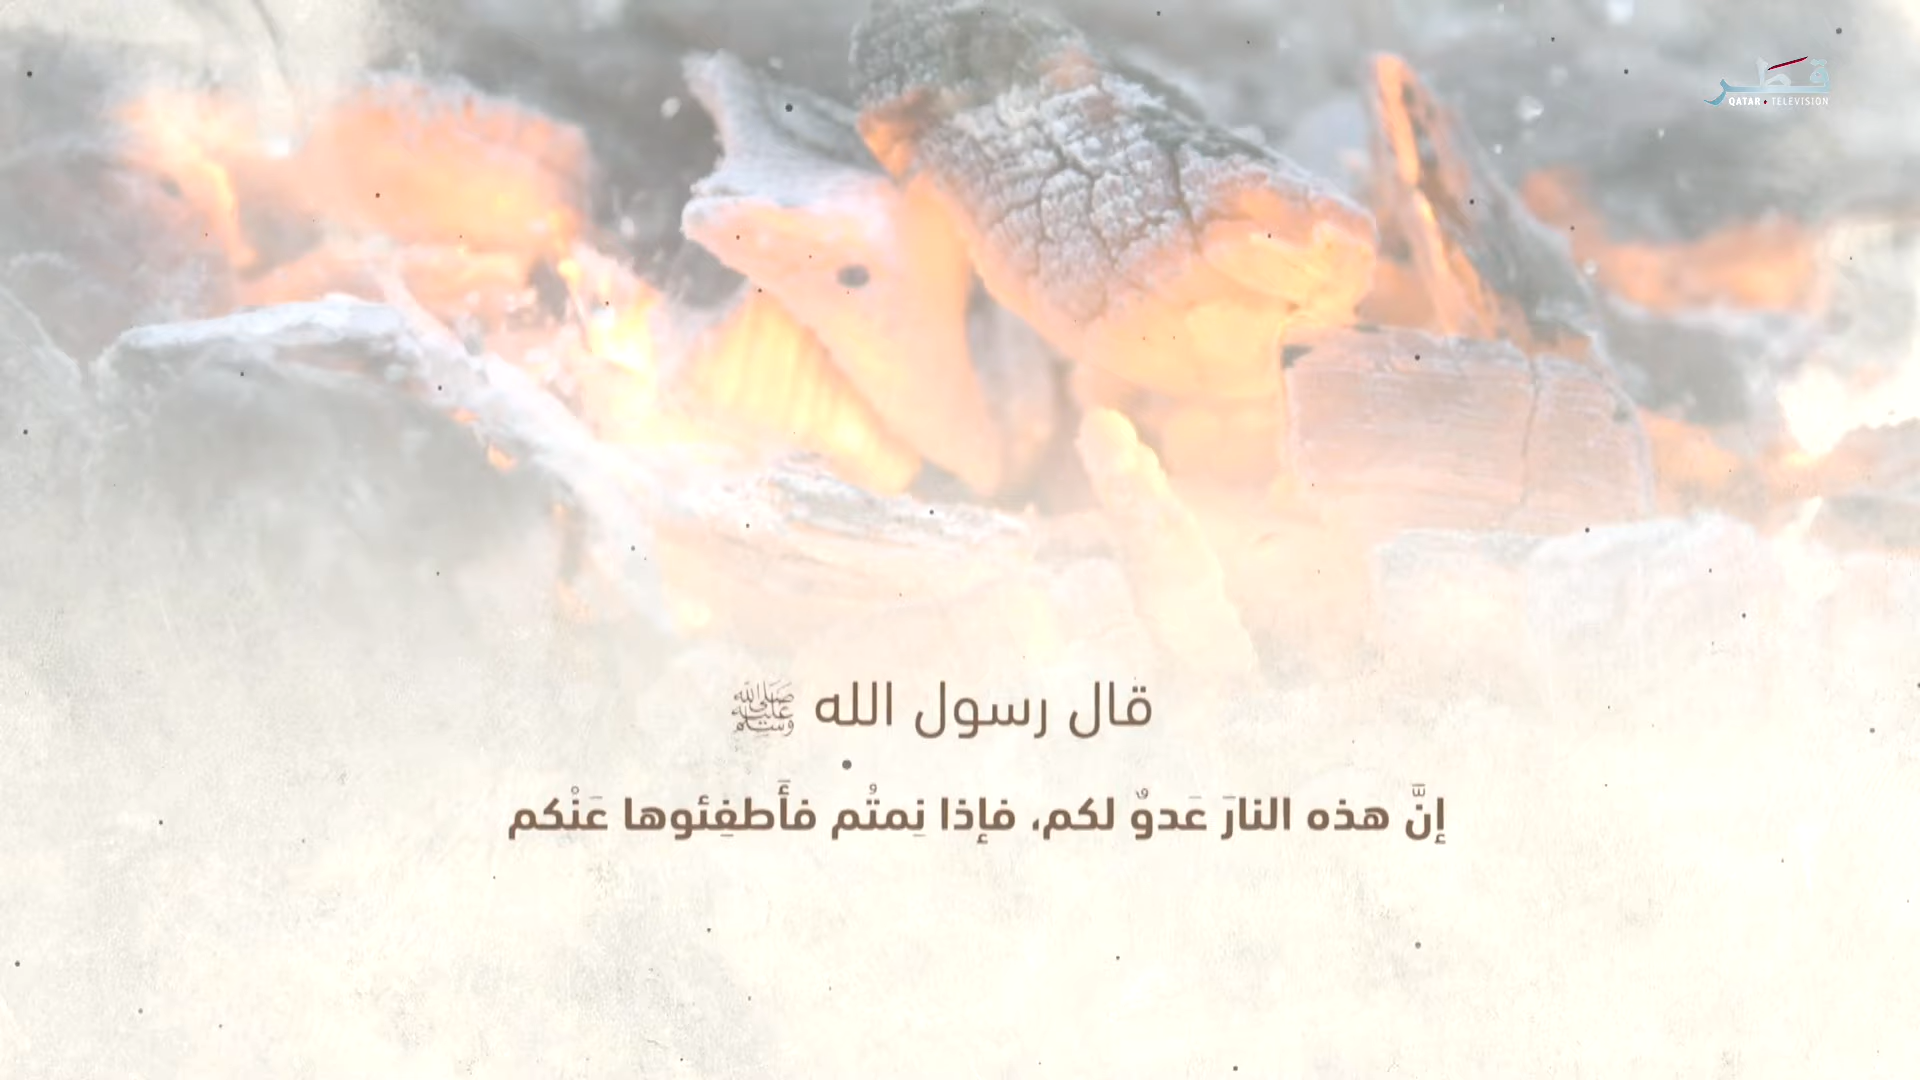 قطر
QATAR TELEVISION
قال رسول الله ﷺ
إنَّ هذه النارَ عَدوٌ لكم، فإذا نِمتُم فأَطفِئوها عَنْكم